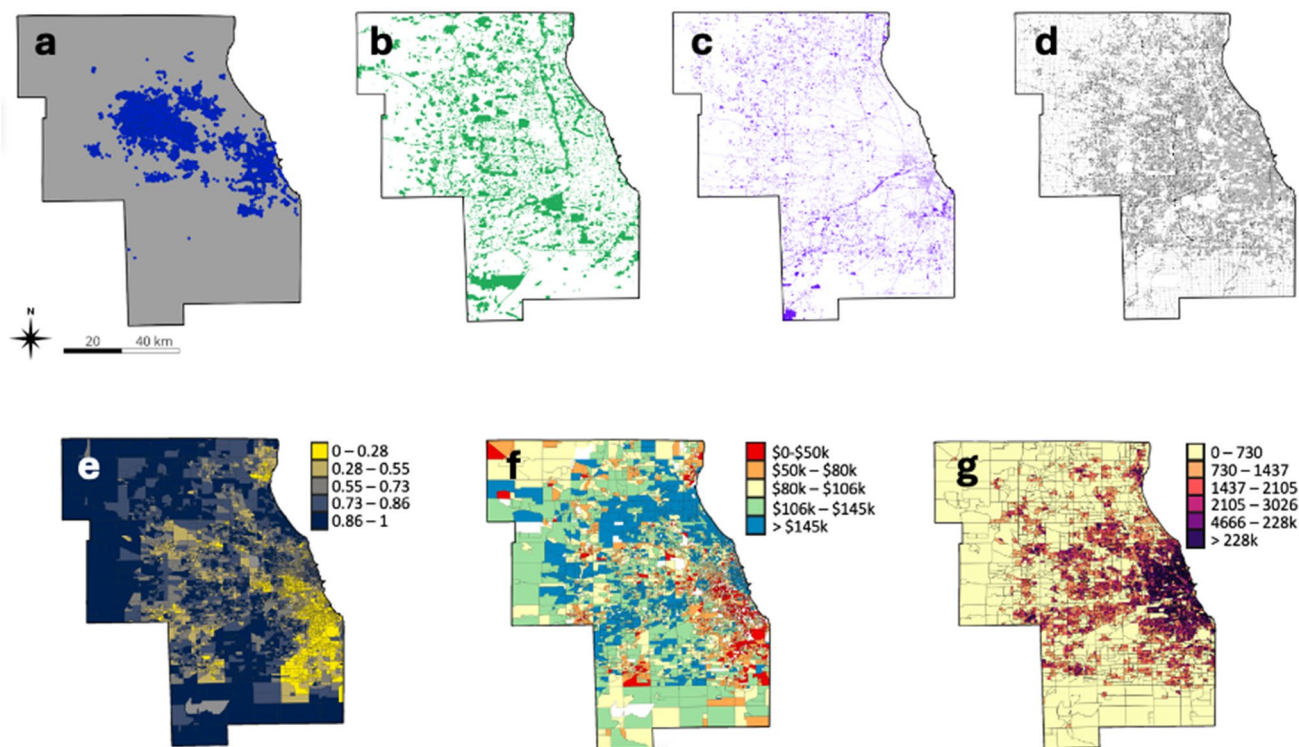 a
b
c
d
N
20 40 km
e
0 – 0.28
0.28 – 0.55
0.55 – 0.73
0.73 – 0.86
0.86 – 1
f
$0-$50k
$50k – $80k
$80k – $106k
$106k – $145k
> $145k
g
0 – 730
730 – 1437
1437 – 2105
2105 – 3026
4666 – 228k
> 228k